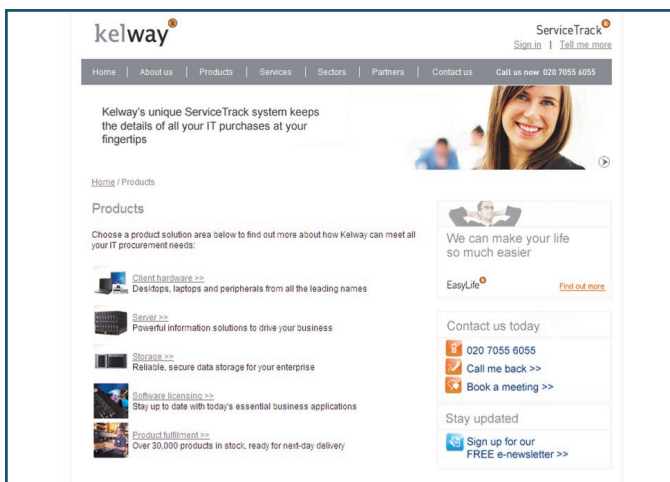 kelway
ServiceTrack
Sign in | Tell me more
Home | About us | Products | Services | Sectors | Partners | Contact us Call us now 020 7055 6055
Kelway's unique ServiceTrack system keeps
the details of all your IT purchases at your
fingertips
Home / Products
Products
Choose a product solution area below to find out more about how Kelway can meet all
your IT procurement needs:
Client hardware >>
Desktops, laptops and peripherals from all the leading names
Server >>
Powerful information solutions to drive your business
Storage >>
Reliable, secure data storage for your enterprise
Software licensing >>
Stay up to date with today's essential business applications
Product fulfilment >>
Over 30,000 products in stock, ready for next-day delivery
We can make your life
so much easier
EasyLife
Find out more
Contact us today
020 7055 6055
Call me back >>
Book a meeting >>
Stay updated
Sign up for our
FREE e-newsletter >>